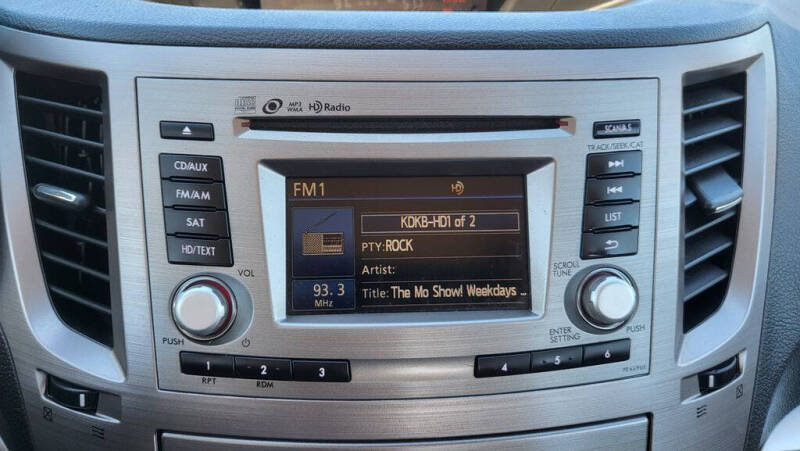 MP3
WMA
HD Radio
SCAN/A.S
TRACK/SEEK/CAT
CD/AUX
FM/AM
SAT
HD/TEXT
LIST
VOL
PUSH
FM1
HD
KDKB-HD1 of 2
PTY:ROCK
Artist:
93.3
MHz
Title: The Mo Show! Weekdays ...
SCROLL
TUNE
ENTER
SETTING
PUSH
1
2
3
4
5
6
RPT
RDM